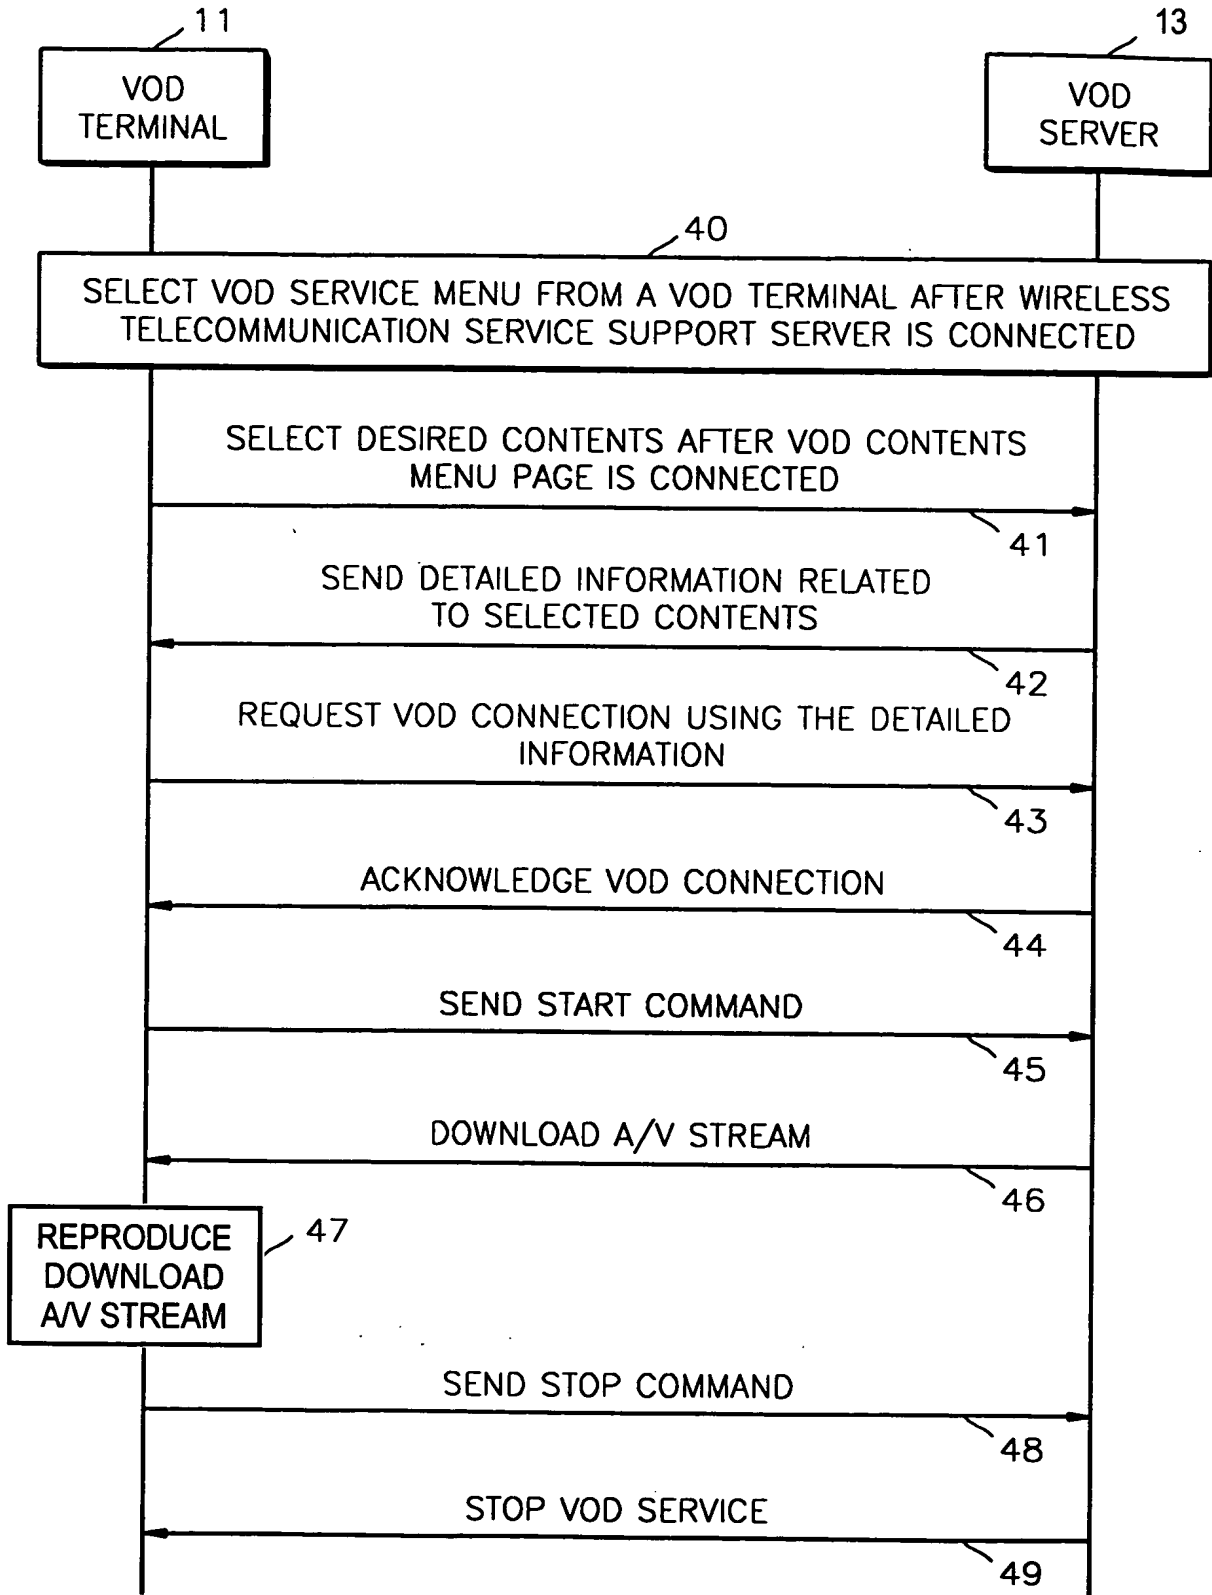 11
13
VOD
TERMINAL
VOD
SERVER
40
SELECT VOD SERVICE MENU FROM A VOD TERMINAL AFTER WIRELESS
TELECOMMUNICATION SERVICE SUPPORT SERVER IS CONNECTED
SELECT DESIRED CONTENTS AFTER VOD CONTENTS
MENU PAGE IS CONNECTED
41
SEND DETAILED INFORMATION RELATED
TO SELECTED CONTENTS
42
REQUEST VOD CONNECTION USING THE DETAILED
INFORMATION
43
ACKNOWLEDGE VOD CONNECTION
44
SEND START COMMAND
45
DOWNLOAD A/V STREAM
46
REPRODUCE
DOWNLOAD
A/V STREAM
47
SEND STOP COMMAND
48
STOP VOD SERVICE
49